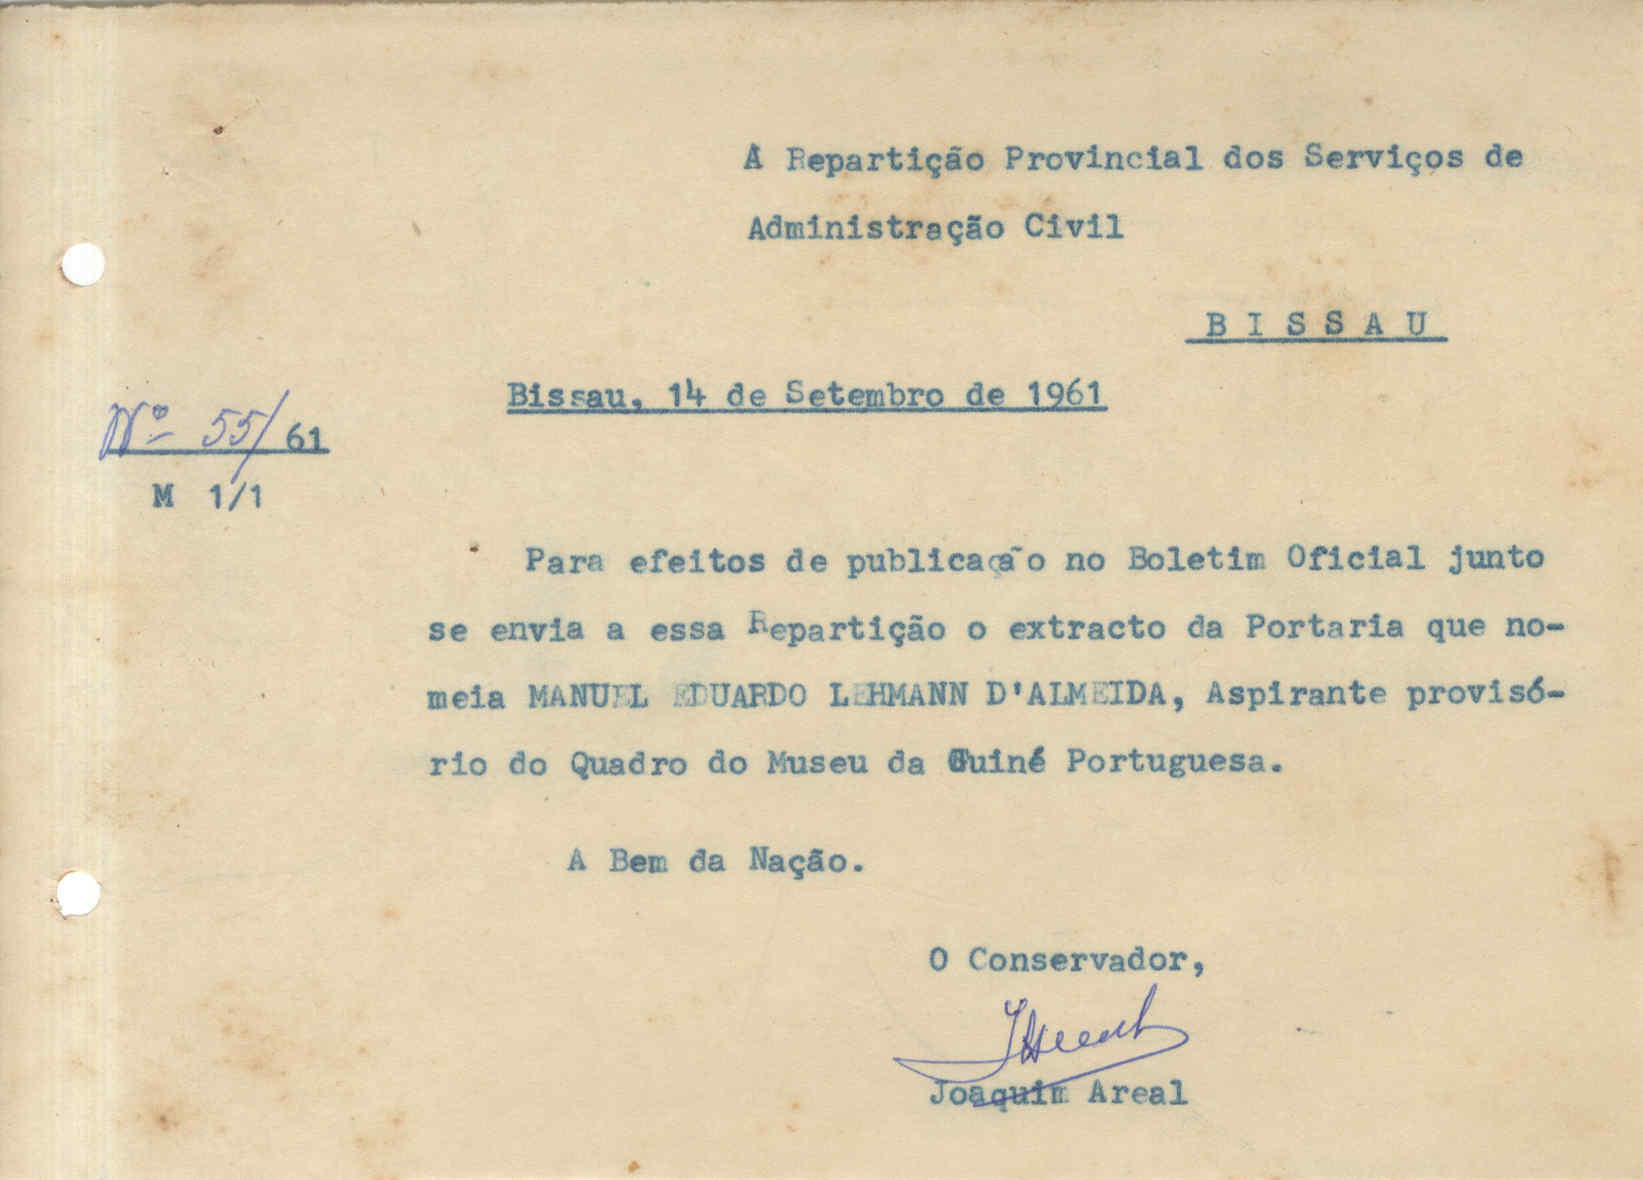 À Repartição Provincial dos Serviços de
Administração Civil
B I S S A U
Bissau, 14 de Setembro de 1961
Nº 55/61
M 1/1
Para efeitos de publicação no Boletim Oficial junto
se envia a essa Repartição o extracto da Portaria que no-
meia MANUEL EDUARDO LEHMANN D'ALMEIDA, Aspirante provisó-
rio do Quadro do Museu da Guiné Portuguesa.
A Bem da Nação.
O Conservador,
Joaquim Areal